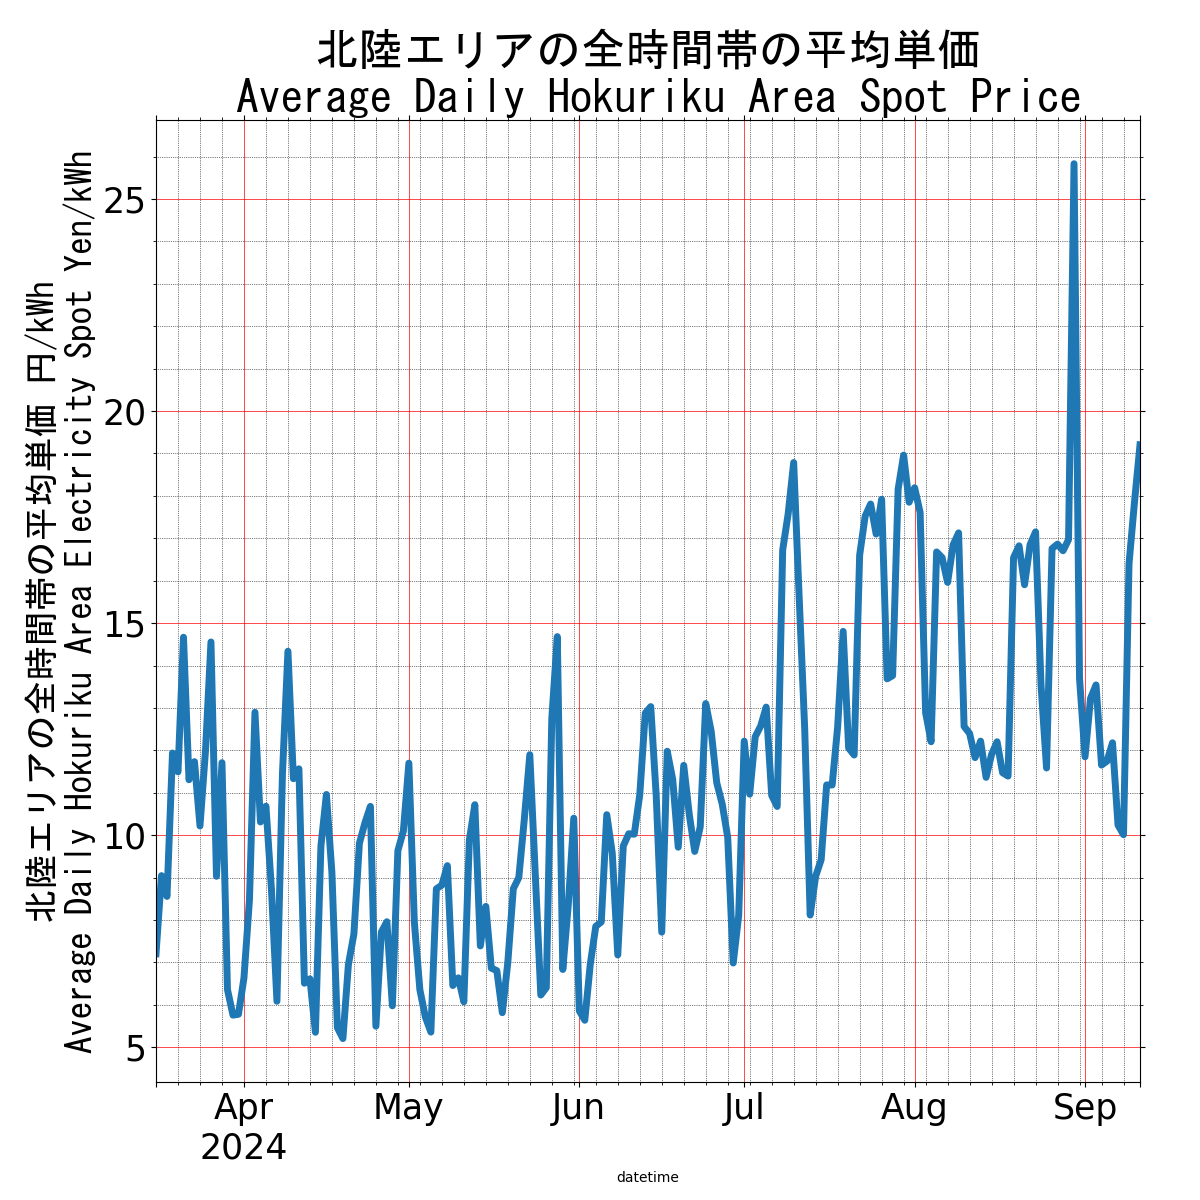 北陸エリアの全時間帯の平均単価
Average Daily Hokuriku Area Spot Price
北陸エリアの全時間帯の平均単価 円/kWh
Average Daily Hokuriku Area Electricity Spot Yen/kWh
25
20
15
10
5
Apr May Jun Jul Aug Sep
2024
datetime